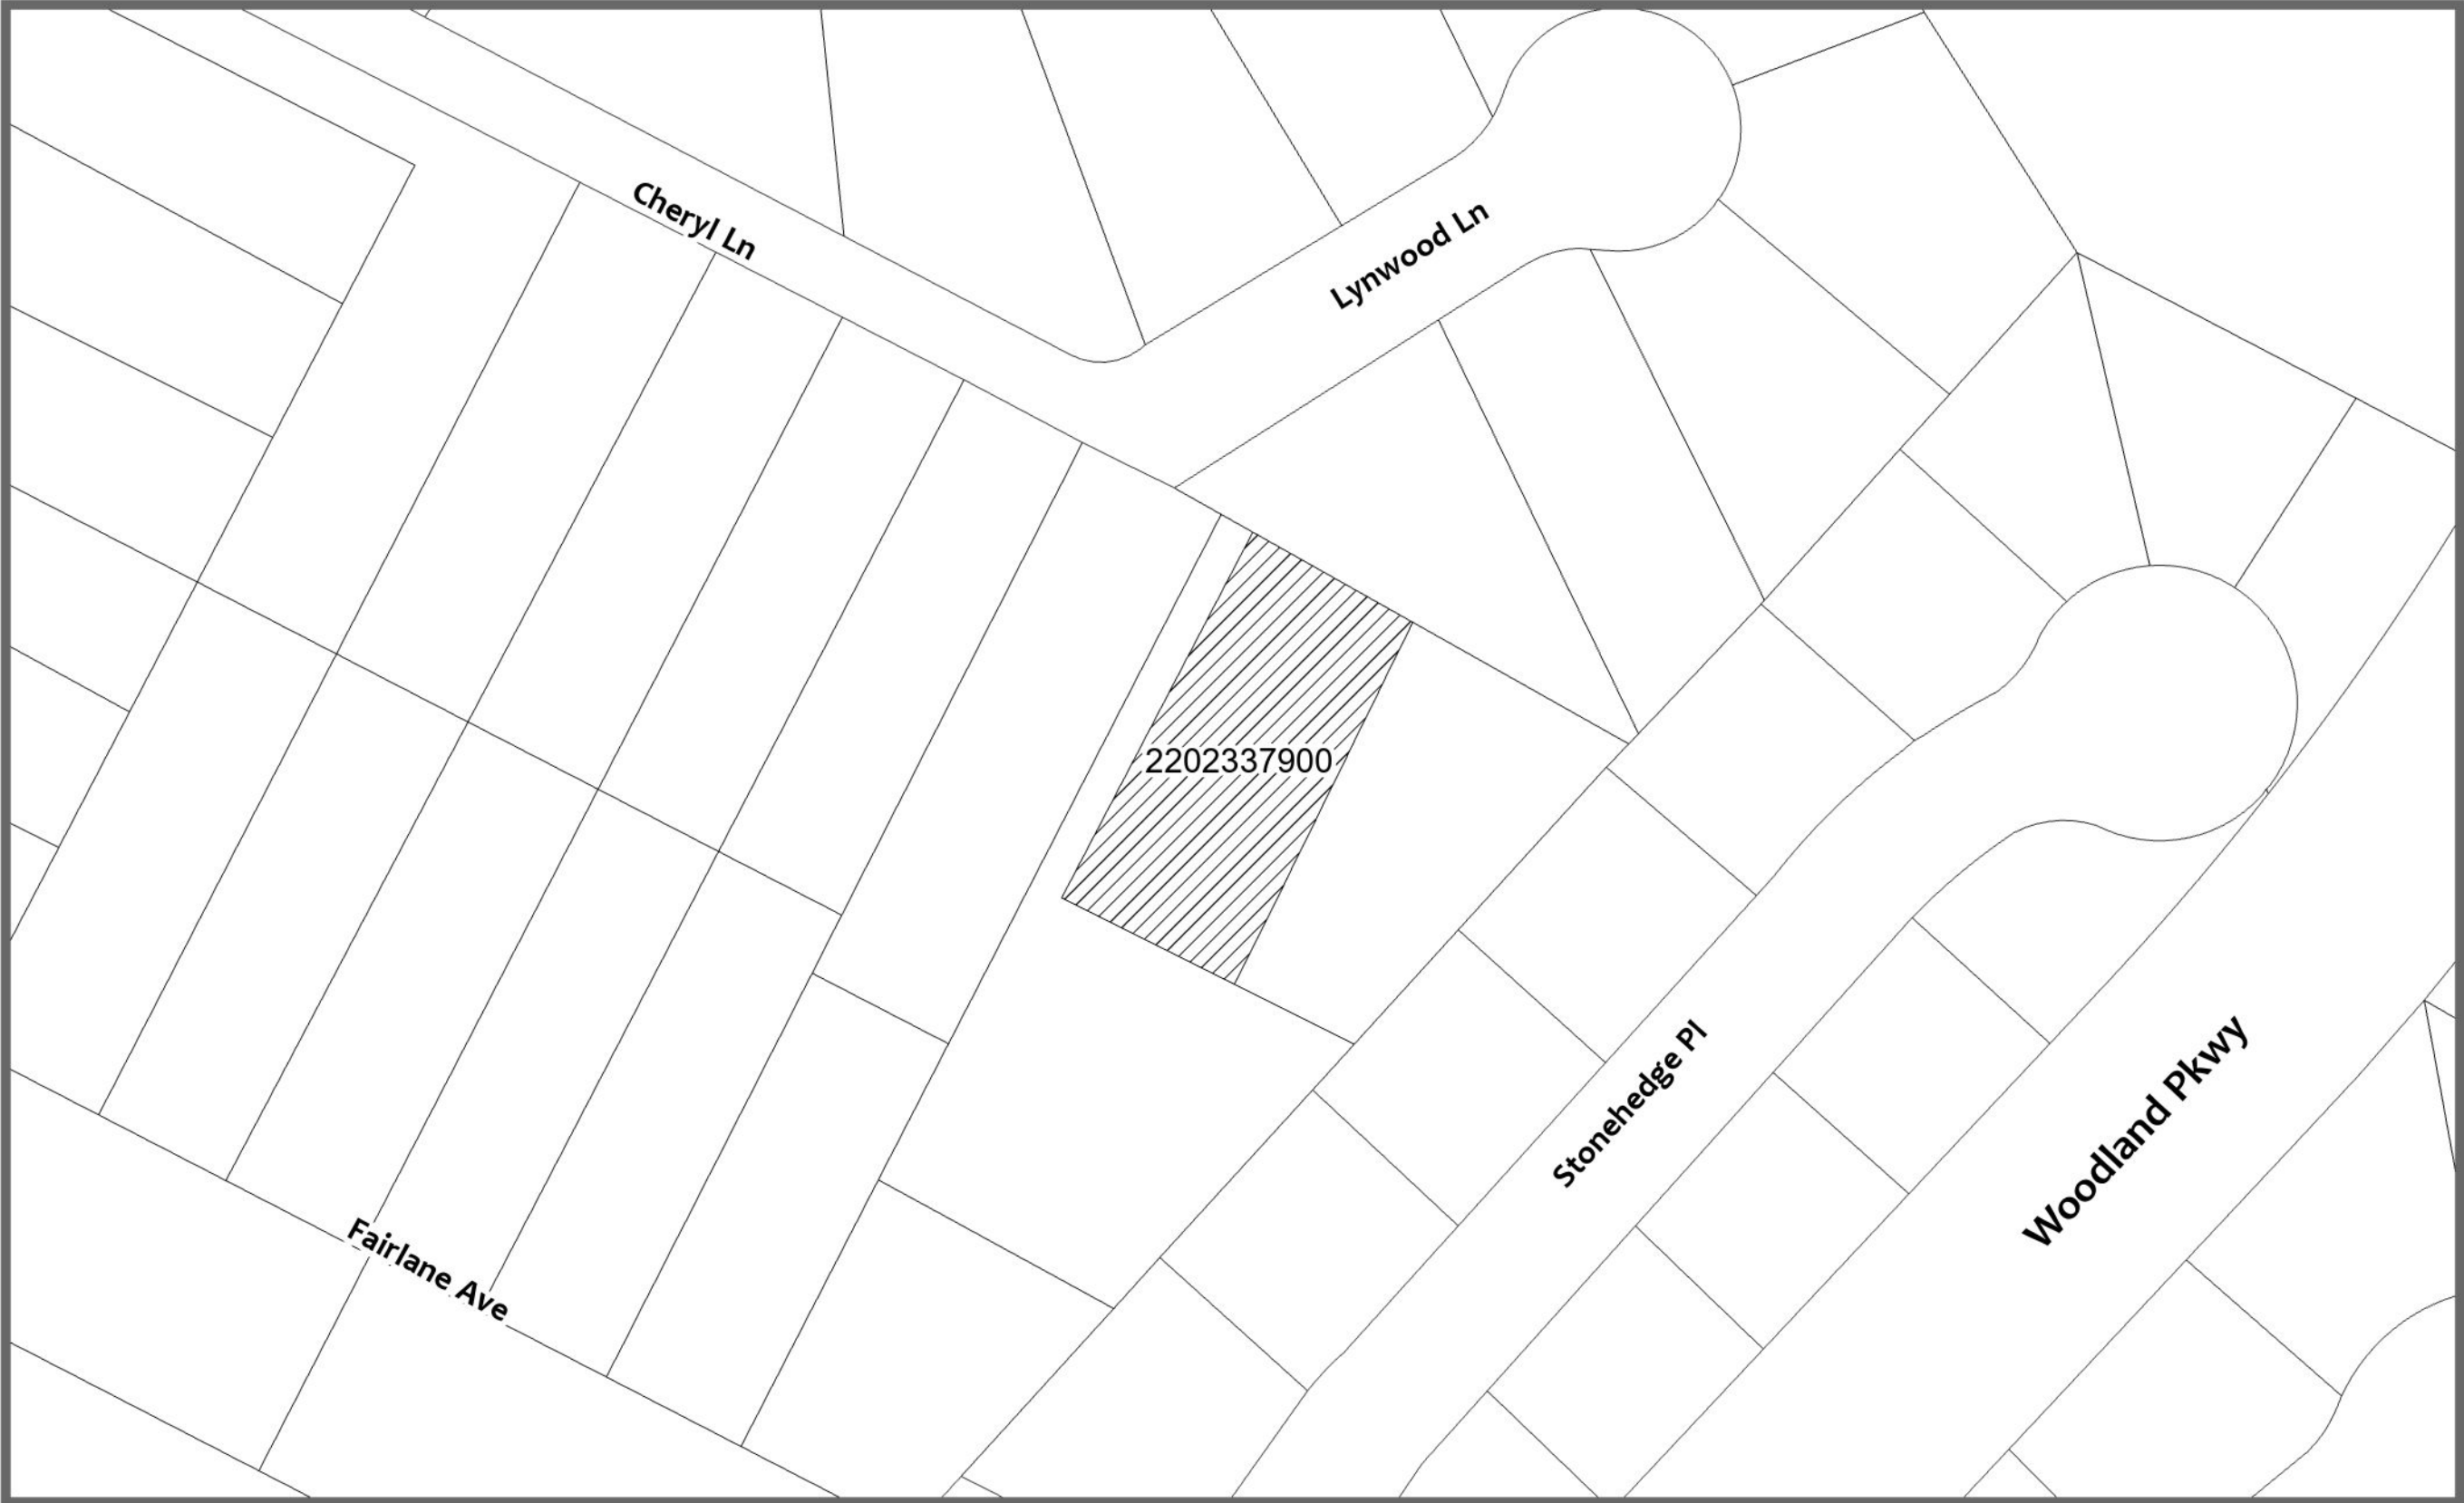 Cheryl Ln
Lynwood Ln
2202337900
Stonehedge Pl
Woodland Pkwy
Fairlane Ave